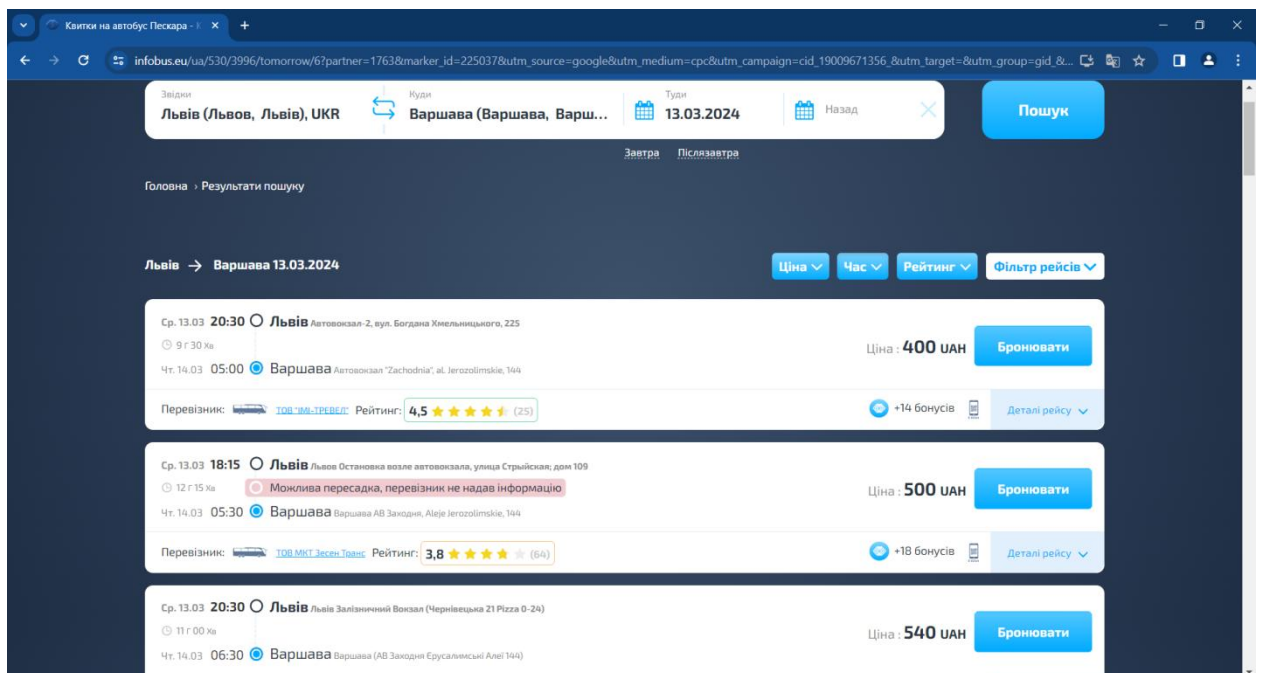 Квитки на автобус Пескара - К
infobus.eu/ua/530/3996/tomorrow/6?partner=1763&marker_id=225037&utm_source=google&utm_medium=cpc&utm_campaign=cid_19009671356_&utm_target=&utm_group=gid_&...
Звідки Куди Туди
Львів (Львов, Львів), UKR Варшава (Варшава, Варш... 13.03.2024 Назад Пошук
Завтра Післязавтра
Головна › Результати пошуку
Львів → Варшава 13.03.2024 Ціна Час Рейтинг Фільтр рейсів
Ср. 13.03 20:30 Львів Автовокзал-2, вул. Богдана Хмельницького, 225
9 г 30 Хв Ціна : 400 UAH Бронювати
Чт. 14.03 05:00 Варшава Автовокзал "Zachodnia", al. Jerozolimskie, 144
Перевізник: ТОВ "ІМІ-ТРЕВЕЛ" Рейтинг: 4,5 (25) +14 бонусів Деталі рейсу
Ср. 13.03 18:15 Львів Львов Остановка возле автовокзала, улица Стрыйская; дом 109
12 г 15 Хв Можлива пересадка, перевізник не надав інформацію Ціна : 500 UAH Бронювати
Чт. 14.03 05:30 Варшава Варшава АВ Заходня, Aleje Jerozolimskie, 144
Перевізник: ТОВ МКТ Зесен Транс Рейтинг: 3,8 (64) +18 бонусів Деталі рейсу
Ср. 13.03 20:30 Львів Львів Залізничний Вокзал (Чернівецька 21 Pizza 0-24)
11 г 00 Хв Ціна : 540 UAH Бронювати
Чт. 14.03 06:30 Варшава Варшава (АВ Заходня Єрусалимські Алеї 144)